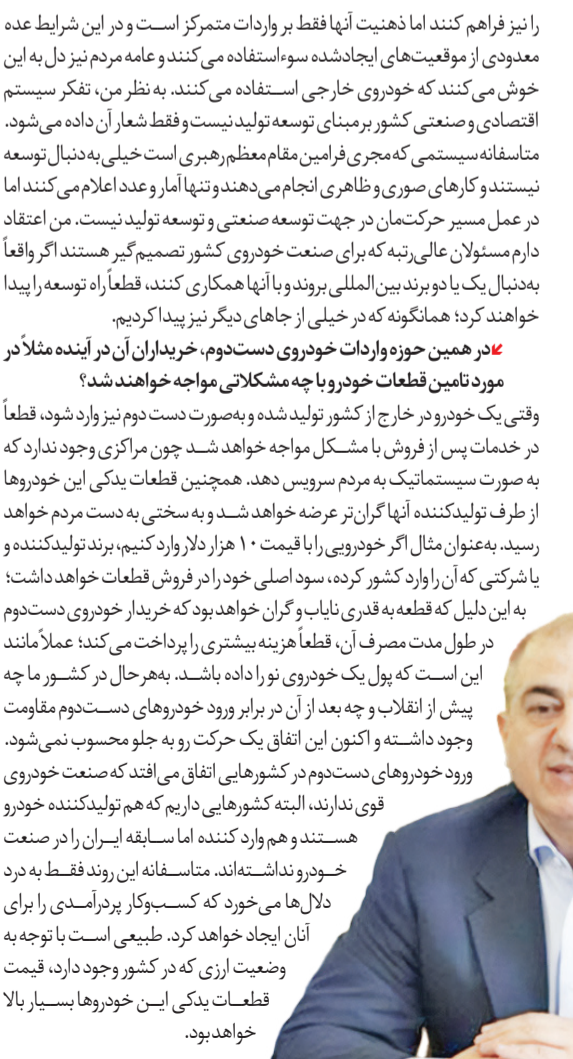 را نیز فراهم کنند اما ذهنیت آنها فقط بر واردات متمرکز است و در این شرایط عده
معدودی از موقعیت‌های ایجادشده سوءاستفاده می‌کنند و عامه مردم نیز دل به این
خوش می‌کنند که خودروی خارجی استفاده می‌کنند. به نظر من، تفکر سیستم
اقتصادی و صنعتی کشور بر مبنای توسعه تولید نیست و فقط شعار آن داده می‌شود.
متاسفانه سیستمی که مجری فرامین مقام معظم رهبری است خیلی به‌دنبال توسعه
نیستند و کارهای صوری و ظاهری انجام می‌دهند و تنها آمار و عدد اعلام می‌کنند اما
در عمل مسیر حرکت‌مان در جهت توسعه صنعتی و توسعه تولید نیست. من اعتقاد
دارم مسئولان عالی‌رتبه که برای صنعت خودروی کشور تصمیم‌گیر هستند اگر واقعاً
به‌دنبال یک یا دو برند بین‌المللی بروند و با آنها همکاری کنند، قطعاً راه توسعه را پیدا
خواهند کرد؛ همانگونه که در خیلی از جاهای دیگر نیز پیدا کردیم.
در همین حوزه واردات خودروی دست‌دوم، خریداران آن در آینده مثلاً در
مورد تامین قطعات خودرو با چه مشکلاتی مواجه خواهند شد؟
وقتی یک خودرو در خارج از کشور تولید شده و به‌صورت دست دوم نیز وارد شود، قطعاً
در خدمات پس از فروش با مشکل مواجه خواهد شد چون مراکزی وجود ندارد که
به صورت سیستماتیک به مردم سرویس دهد. همچنین قطعات یدکی این خودروها
از طرف تولیدکننده آنها گران‌تر عرضه خواهد شد و به سختی به دست مردم خواهد
رسید. به‌عنوان مثال اگر خودرویی را با قیمت ۱۰ هزار دلار وارد کنیم، برند تولیدکننده و
یا شرکتی که آن را وارد کشور کرده، سود اصلی خود را در فروش قطعات خواهد داشت؛
به این دلیل که قطعه به قدری نایاب و گران خواهد بود که خریدار خودروی دست‌دوم
در طول مدت مصرف آن، قطعاً هزینه بیشتری را پرداخت می‌کند؛ عملاً مانند
این است که پول یک خودروی نو را داده باشد. به‌هرحال در کشور ما چه
پیش از انقلاب و چه بعد از آن در برابر ورود خودروهای دست‌دوم مقاومت
وجود داشته و اکنون این اتفاق یک حرکت رو به جلو محسوب نمی‌شود.
ورود خودروهای دست‌دوم در کشورهایی اتفاق می‌افتد که صنعت خودروی
قوی ندارند، البته کشورهایی داریم که هم تولیدکننده خودرو
هستند و هم وارد کننده اما سابقه ایران را در صنعت
خودرو نداشته‌اند. متاسفانه این روند فقط به درد
دلال‌ها می‌خورد که کسب‌وکار پردرآمدی را برای
آنان ایجاد خواهد کرد. طبیعی است با توجه به
وضعیت ارزی که در کشور وجود دارد، قیمت
قطعات یدکی این خودروها بسیار بالا
خواهد بود.